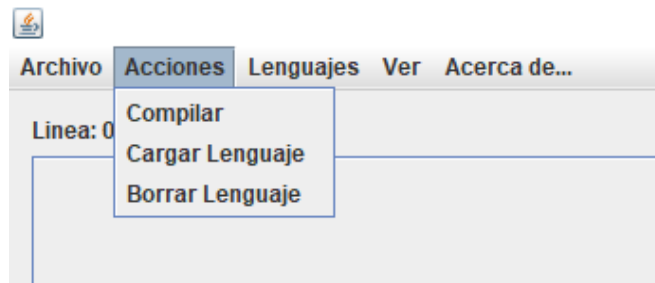 Archivo Acciones Lenguajes Ver Acerca de...
Compilar
Linea: 0
Cargar Lenguaje
Borrar Lenguaje